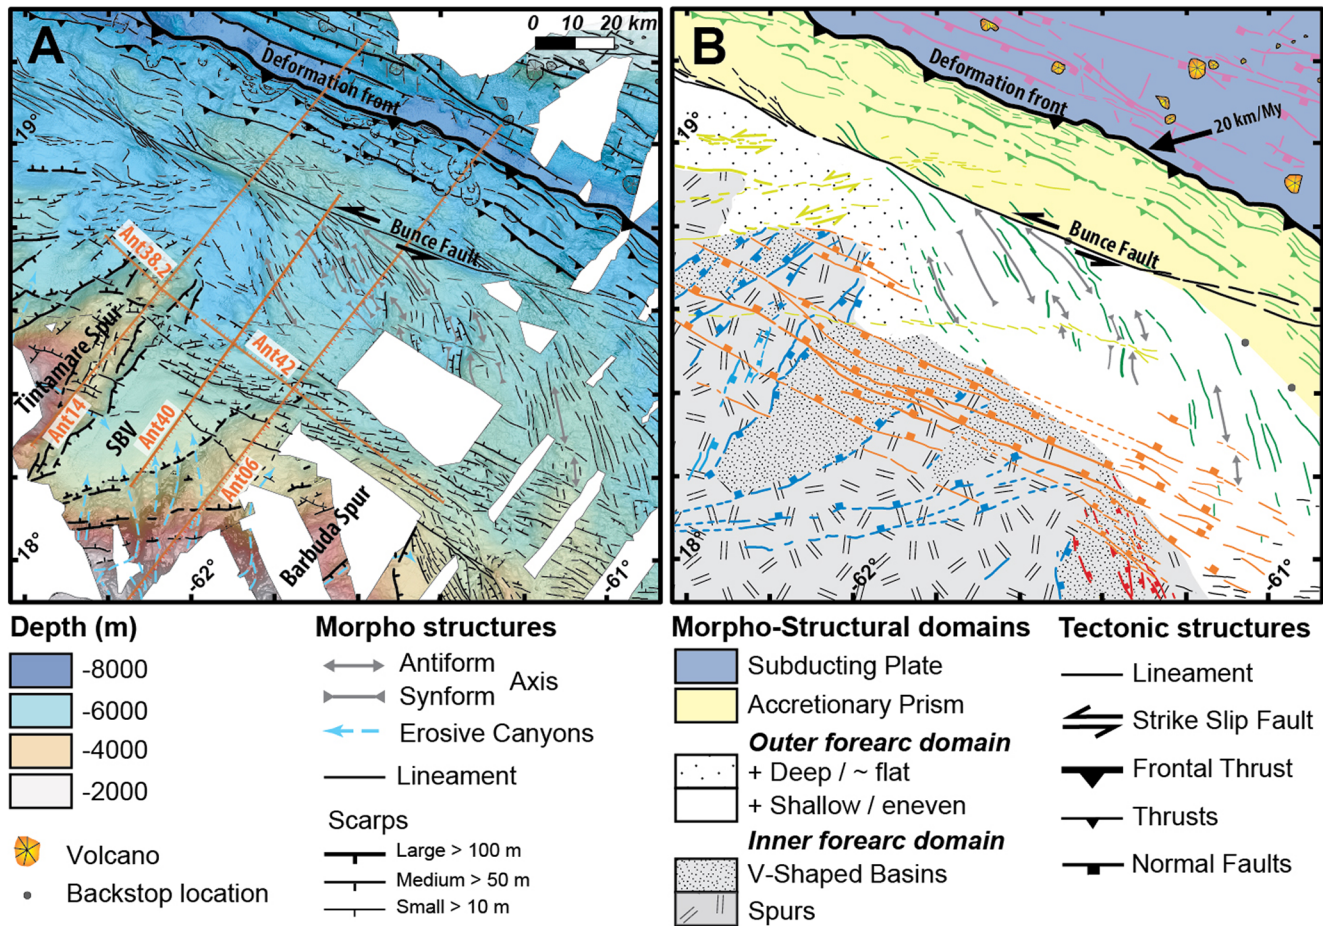 A
0 10 20 km
Deformation front
19°
Bunce Fault
Ant38.2
Tintamare Spur
Ant42
Ant14
SBV
Ant40
Ant06
Barbuda Spur
18°
-62°
-61°
B
Deformation front
20 km/My
19°
Bunce Fault
18°
-62°
-61°
Depth (m)
-8000
-6000
-4000
-2000
Volcano
Backstop location
Morpho structures
Antiform
Axis
Synform
Erosive Canyons
Lineament
Scarps
Large > 100 m
Medium > 50 m
Small > 10 m
Morpho-Structural domains
Subducting Plate
Accretionary Prism
Outer forearc domain
+ Deep / ~ flat
+ Shallow / eneven
Inner forearc domain
V-Shaped Basins
Spurs
Tectonic structures
Lineament
Strike Slip Fault
Frontal Thrust
Thrusts
Normal Faults